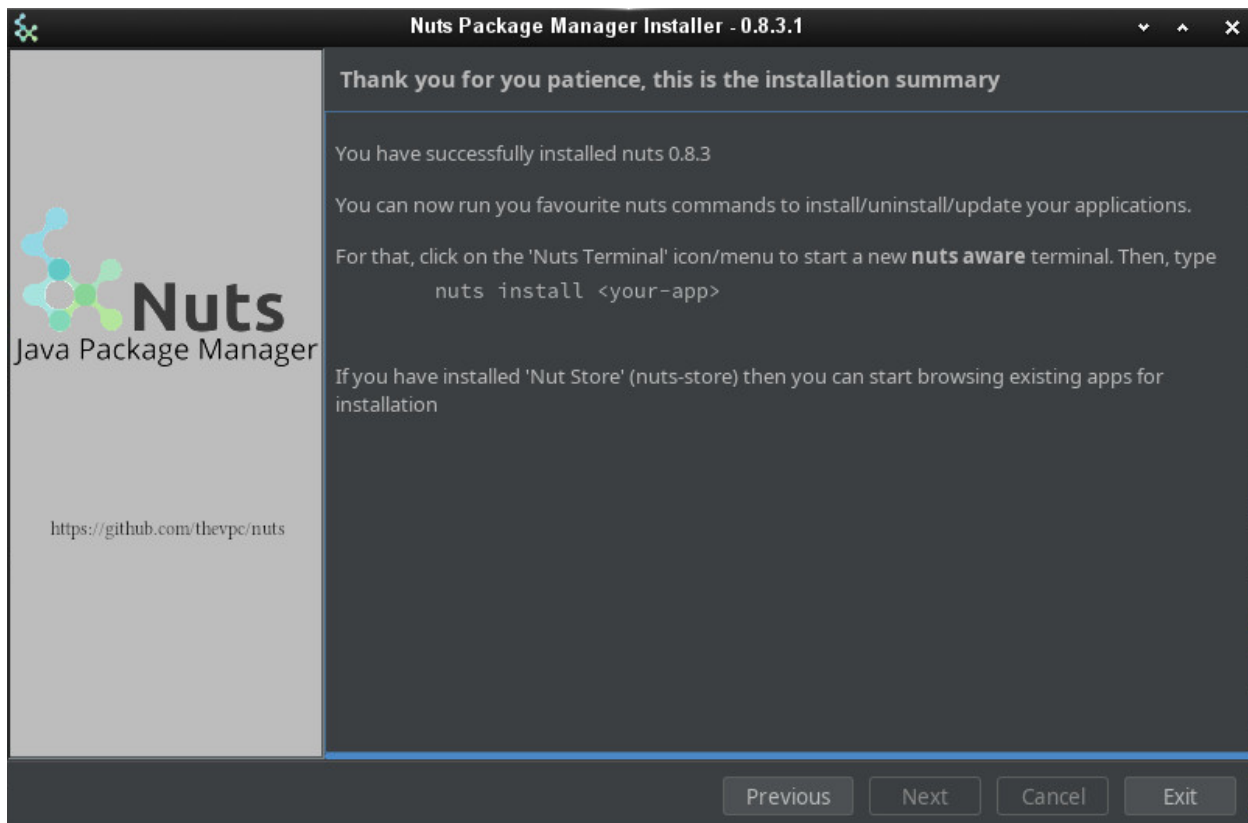 Nuts Package Manager Installer - 0.8.3.1
Thank you for you patience, this is the installation summary
Nuts
Java Package Manager
https://github.com/thevpc/nuts
You have successfully installed nuts 0.8.3
You can now run you favourite nuts commands to install/uninstall/update your applications.
For that, click on the 'Nuts Terminal' icon/menu to start a new nuts aware terminal. Then, type
nuts install <your-app>
If you have installed 'Nut Store' (nuts-store) then you can start browsing existing apps for
installation
Previous
Next
Cancel
Exit